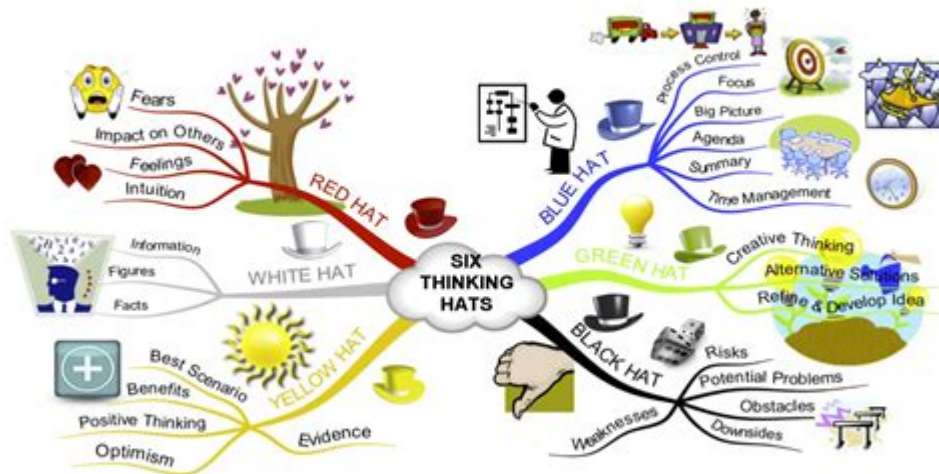 SIX
THINKING
HATS
RED HAT
Fears
Impact on Others
Feelings
Intuition
WHITE HAT
Information
Figures
Facts
YELLOW HAT
Best Scenario
Benefits
Positive Thinking
Optimism
Evidence
BLUE HAT
Process Control
Focus
Big Picture
Agenda
Summary
Time Management
GREEN HAT
Creative Thinking
Alternative Solutions
Refine & Develop Idea
BLACK HAT
Risks
Potential Problems
Obstacles
Downsides
Weaknesses